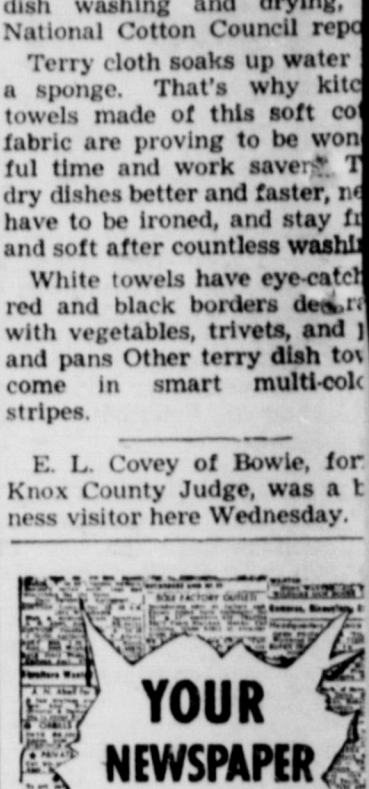 dish washing and drying,
National Cotton Council repo
Terry cloth soaks up water
a sponge. That's why kitc
towels made of this soft co
fabric are proving to be won
ful time and work savers. T
dry dishes better and faster, ne
have to be ironed, and stay fr
and soft after countless washi
White towels have eye-catch
red and black borders
with vegetables, trivets, and
and pans Other terry dish tow
come in smart multi-colo
stripes.
E. L. Covey of Bowie, for
Knox County Judge, was a b
ness visitor here Wednesday.
YOUR
NEWSPAPER